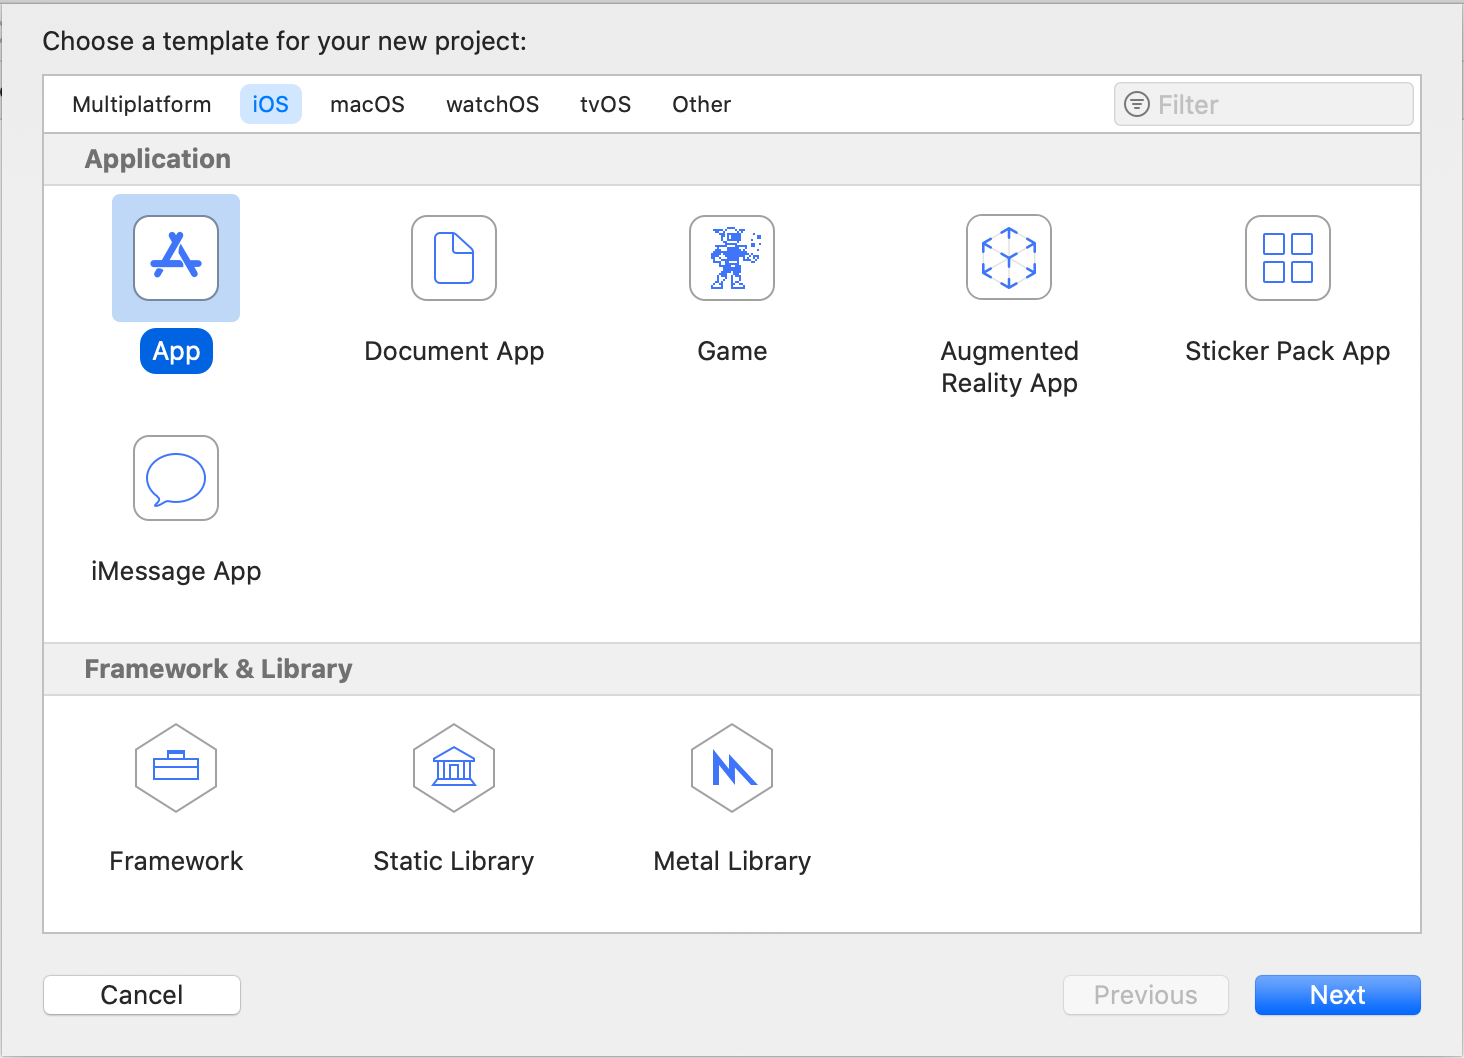 Choose a template for your new project:
Multiplatform iOS macOS watchOS tvOS Other Filter
Application
App Document App Game Augmented Reality App Sticker Pack App
iMessage App
Framework & Library
Framework Static Library Metal Library
Cancel Previous Next